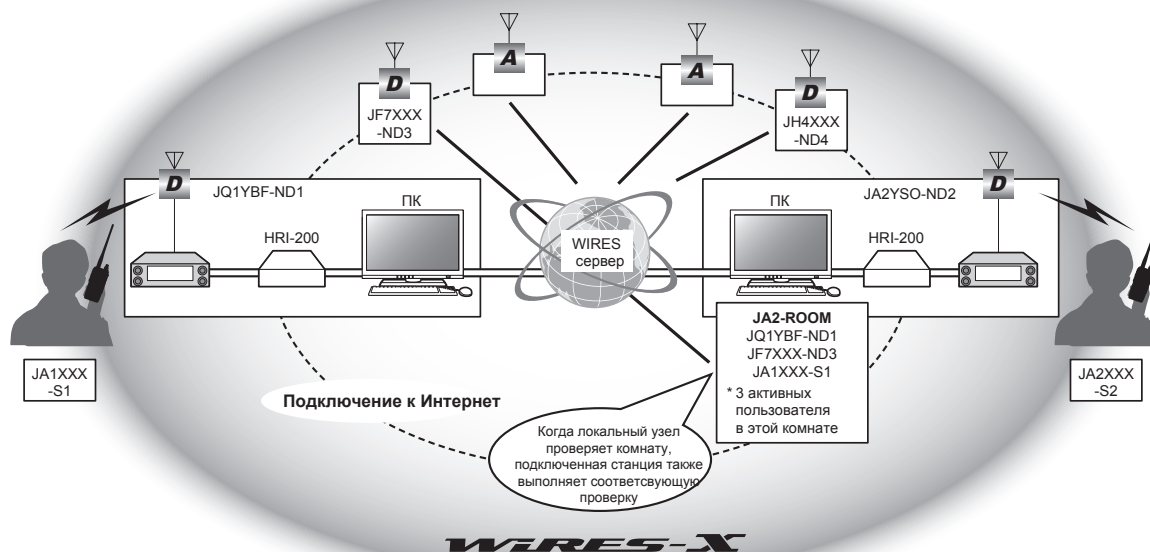 A
A
D
D
JF7XXX
-ND3
JH4XXX
-ND4
D
JQ1YBF-ND1
JA2YSO-ND2
D
ПК
ПК
HRI-200
HRI-200
WIRES
сервер
JA1XXX
-S1
JA2XXX
-S2
JA2-ROOM
JQ1YBF-ND1
JF7XXX-ND3
JA1XXX-S1
* 3 активных
пользователя
в этой комнате
Подключение к Интернет
Когда локальный узел
проверяет комнату,
подключенная станция также
выполняет соответсвующую
проверку
WIRES-X